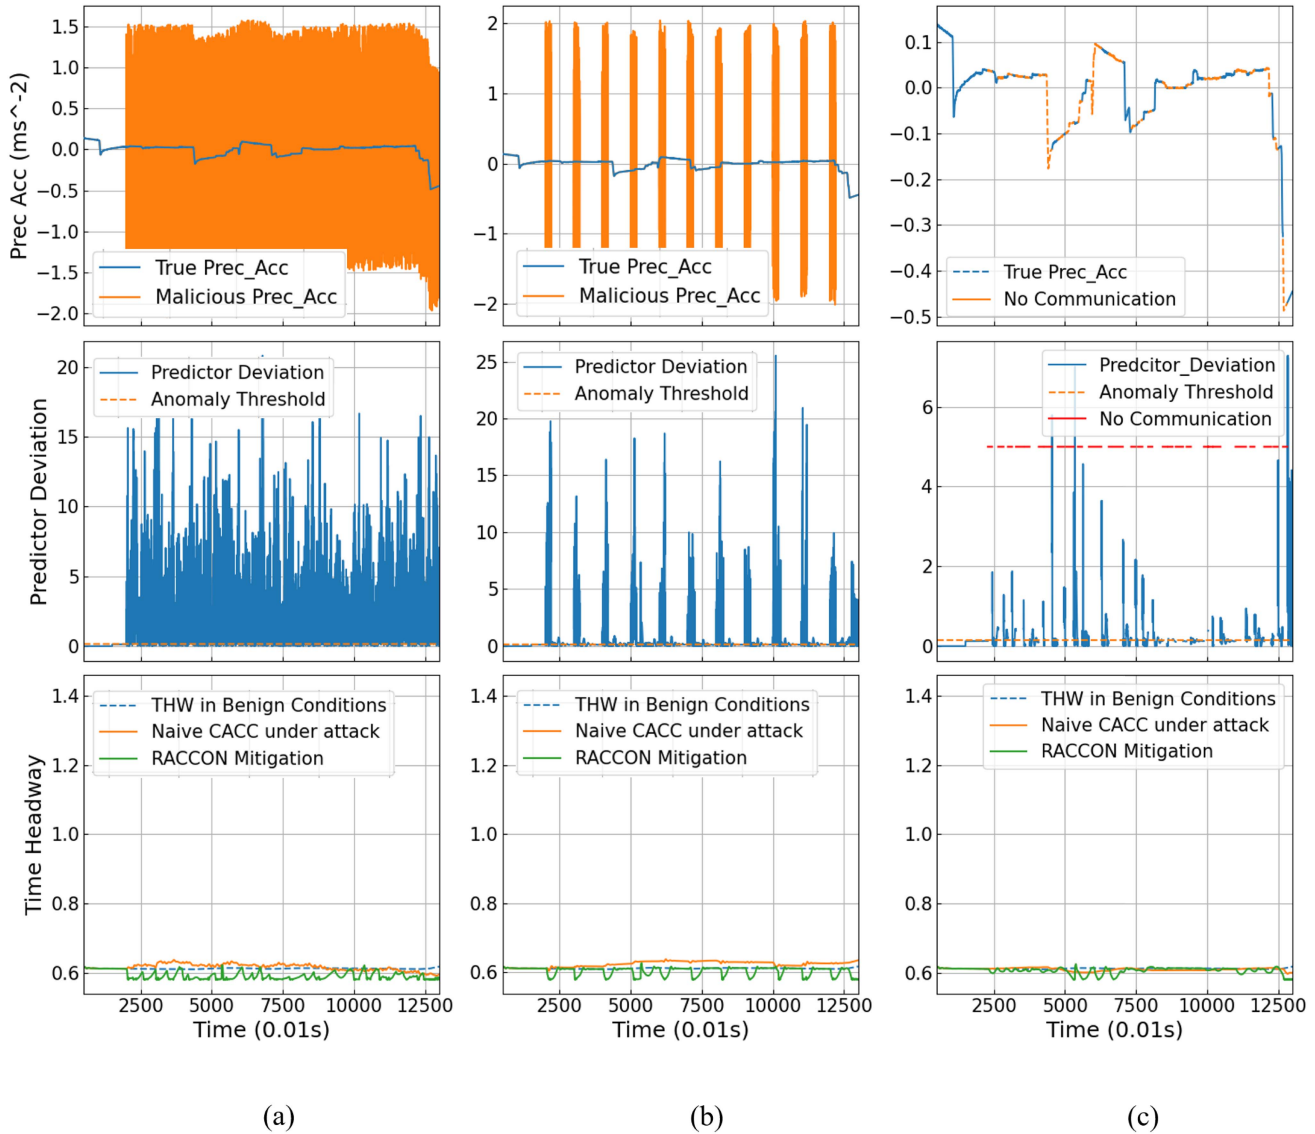 Prec Acc (ms^-2)
1.5
1.0
0.5
0.0
−0.5
−1.0
−1.5
−2.0
True Prec_Acc
Malicious Prec_Acc
2
1
0
−1
−2
True Prec_Acc
Malicious Prec_Acc
0.1
0.0
−0.1
−0.2
−0.3
−0.4
−0.5
True Prec_Acc
No Communication
Predictor Deviation
20
15
10
5
0
Predictor Deviation
Anomaly Threshold
25
20
15
10
5
0
Predictor Deviation
Anomaly Threshold
6
4
2
0
Predcitor_Deviation
Anomaly Threshold
No Communication
Time Headway
1.4
1.2
1.0
0.8
0.6
THW in Benign Conditions
Naive CACC under attack
RACCON Mitigation
2500 5000 7500 10000 12500
Time (0.01s)
1.4
1.2
1.0
0.8
0.6
THW in Benign Conditions
Naive CACC under attack
RACCON Mitigation
2500 5000 7500 10000 12500
Time (0.01s)
1.4
1.2
1.0
0.8
0.6
THW in Benign Conditions
Naive CACC under attack
RACCON Mitigation
2500 5000 7500 10000 12500
Time (0.01s)
(a) (b) (c)